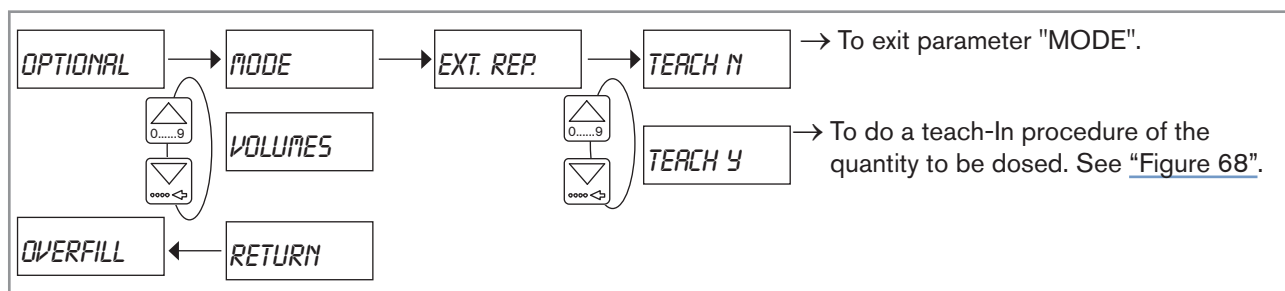 OPTIONAL
MODE
EXT. REP.
TEACH N
→ To exit parameter "MODE".
0......9
VOLUMES
0......9
TEACH Y
→ To do a teach-In procedure of the
quantity to be dosed. See “Figure 68”.
OVERFILL
RETURN